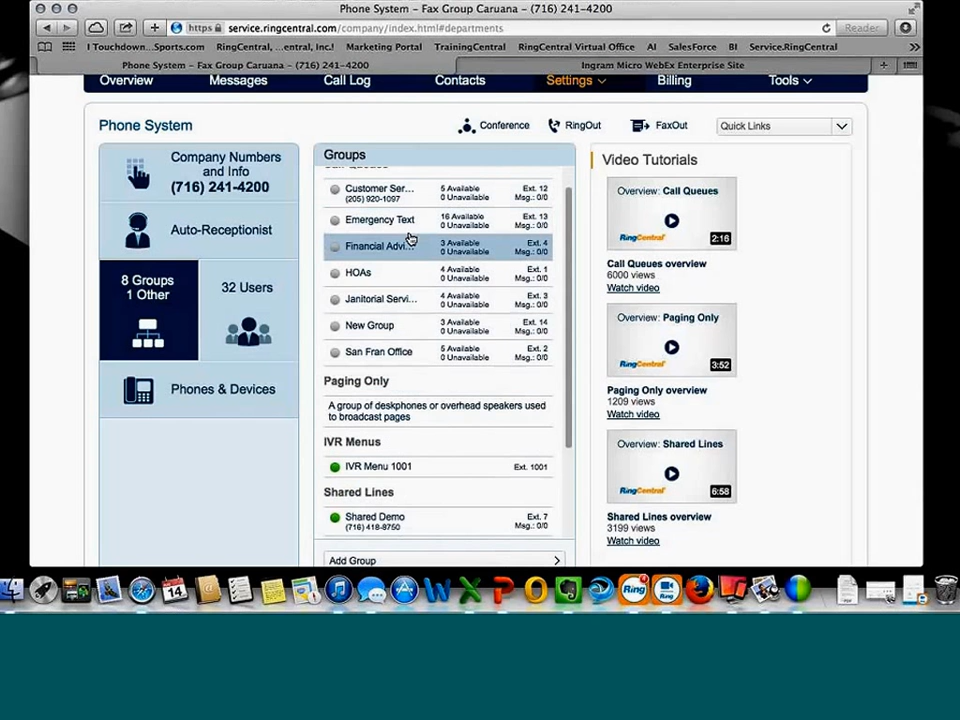 Phone System - Fax Group Caruana - (716) 241-4200
https service.ringcentral.com/company/index.html#departments
Reader
I Touchdown...Sports.com RingCentral, ...entral, Inc.! Marketing Portal TrainingCentral RingCentral Virtual Office AI SalesForce BI Service.RingCentral
Phone System - Fax Group Caruana - (716) 241-4200
Ingram Micro WebEx Enterprise Site
Overview Messages Call Log Contacts Settings Billing Tools
Phone System
Conference RingOut FaxOut Quick Links
Company Numbers
and Info
(716) 241-4200
Auto-Receptionist
8 Groups
1 Other
32 Users
Phones & Devices
Groups
Customer Ser... 5 Available Ext. 12
(205) 920-1097 0 Unavailable Msg.: 0/0
Emergency Text 16 Available Ext. 13
0 Unavailable Msg.: 0/0
Financial Advi... 3 Available Ext. 4
0 Unavailable Msg.: 0/0
HOAs 4 Available Ext. 1
0 Unavailable Msg.: 0/0
Janitorial Servi... 4 Available Ext. 3
0 Unavailable Msg.: 0/0
New Group 3 Available Ext. 14
0 Unavailable Msg.: 0/0
San Fran Office 5 Available Ext. 2
0 Unavailable Msg.: 0/0
Paging Only
A group of deskphones or overhead speakers used
to broadcast pages
IVR Menus
IVR Menu 1001 Ext. 1001
Shared Lines
Shared Demo Ext. 7
(716) 418-8750 Msg.: 0/0
Add Group
Video Tutorials
Overview: Call Queues
RingCentral 2:16
Call Queues overview
6000 views
Watch video
Overview: Paging Only
RingCentral 3:52
Paging Only overview
1209 views
Watch video
Overview: Shared Lines
RingCentral 6:58
Shared Lines overview
3199 views
Watch video
14
W X P O
Ring
Ring